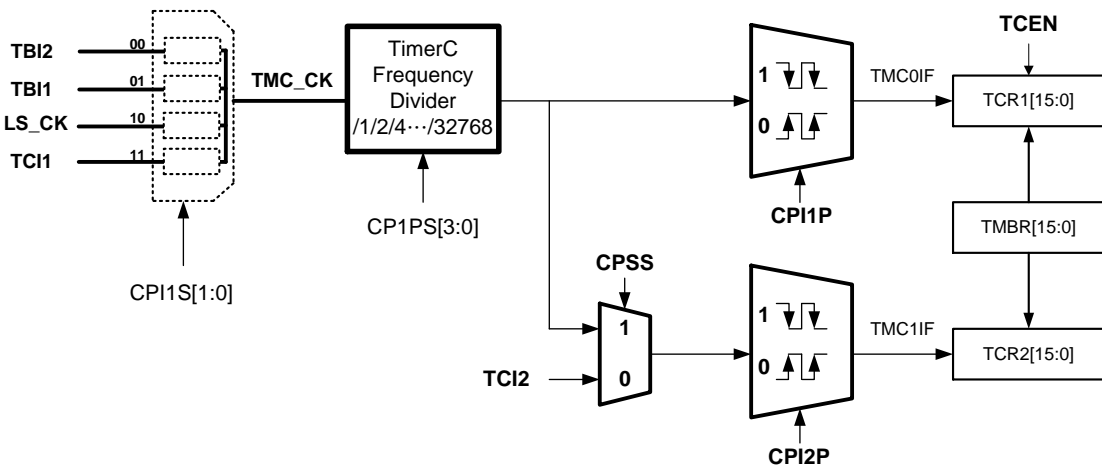 TBI2
00
TBI1
01
LS_CK
10
TCI1
11
CPI1S[1:0]
TMC_CK
TimerC
Frequency
Divider
/1/2/4⋯/32768
CP1PS[3:0]
1
0
CPI1P
TMC0IF
TCEN
TCR1[15:0]
TMBR[15:0]
CPSS
1
0
TCI2
1
0
CPI2P
TMC1IF
TCR2[15:0]